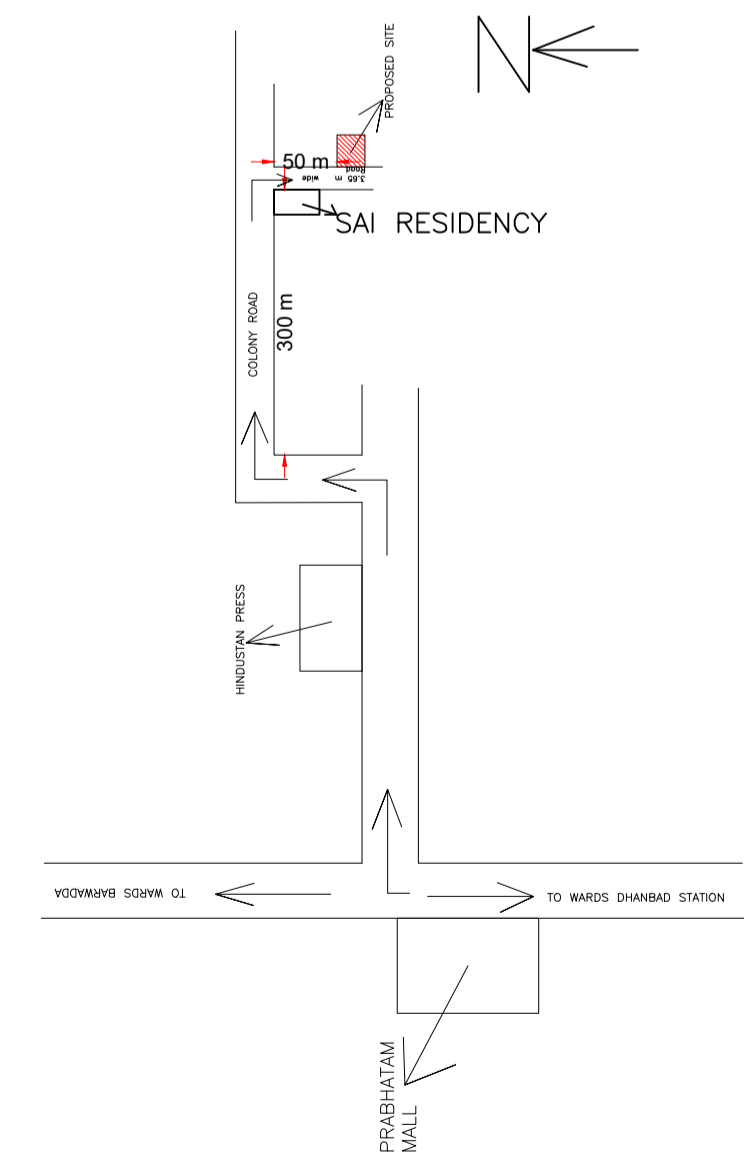 PROPOSED SITE
N
50 m
3.65 m wide
Road
SAI RESIDENCY
COLONY ROAD
300 m
HINDUSTAN PRESS
TO WARDS BARWADDA
TO WARDS DHANBAD STATION
PRABHATAM
MALL